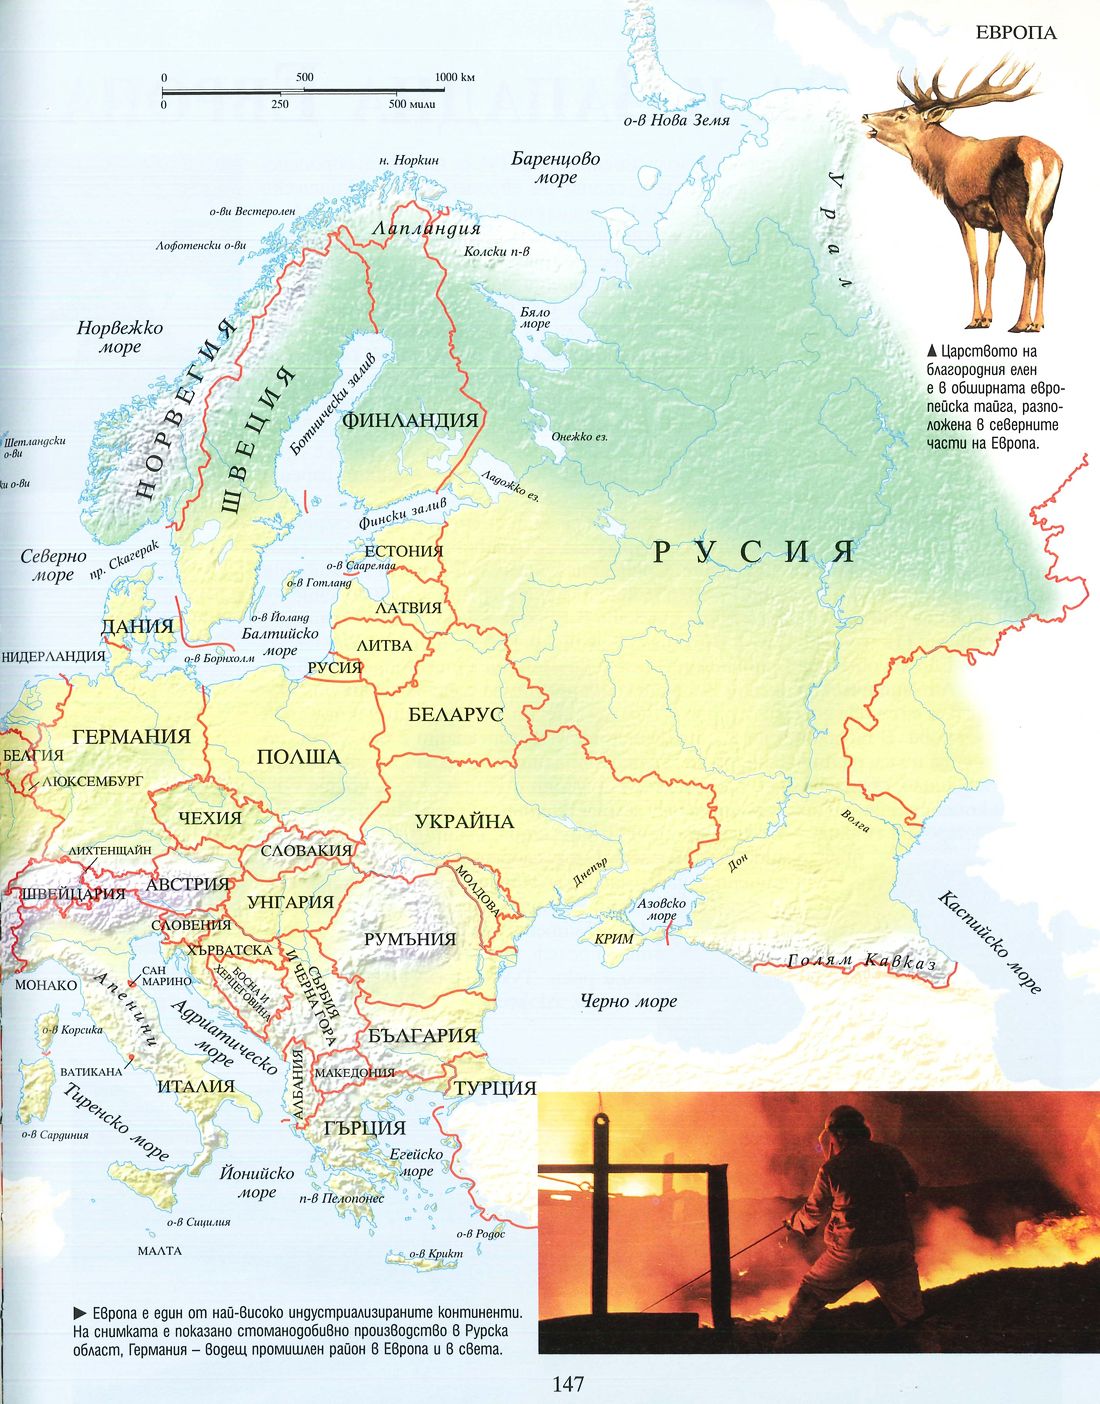 ЕВРОПА
0 500 1000 км
0 250 500 мили
о-в Нова Земя
Баренцово
море
н. Норкин
о-ви Вестеролен
Лапландия
Лофотенски о-ви
Колски п-в
Урал
Бяло
море
Норвежко
море
▲ Царството на
благородния елен
е в обширната евро-
пейска тайга, разпо-
ложена в северните
части на Европа.
НОРВЕГИЯ
ШВЕЦИЯ
Ботнически залив
ФИНЛАНДИЯ
Шетландски
о-ви
Онежко ез.
ки о-ви
Ладожко ез.
Фински залив
Северно
море
пр. Скагерак
ЕСТОНИЯ
о-в Сааремаа
РУСИЯ
о-в Готланд
ЛАТВИЯ
о-в Йоланд
ДАНИЯ
Балтийско
море
ЛИТВА
НИДЕРЛАНДИЯ
о-в Борнхолм
РУСИЯ
БЕЛАРУС
ГЕРМАНИЯ
БЕЛГИЯ
ПОЛША
ЛЮКСЕМБУРГ
ЧЕХИЯ
УКРАЙНА
Волга
ЛИХТЕНЩАЙН
СЛОВАКИЯ
Дон
Днепър
ШВЕЙЦАРИЯ
АВСТРИЯ
УНГАРИЯ
МОЛДОВА
Азовско
море
Каспийско море
СЛОВЕНИЯ
РУМЪНИЯ
КРИМ
ХЪРВАТСКА
Голям Кавказ
САН
МАРИНО
МОНАКО
БОСНА И
ХЕРЦЕГОВИНА
СЪРБИЯ
И ЧЕРНА ГОРА
Апенини
Черно море
о-в Корсика
Адриатическо
море
БЪЛГАРИЯ
ВАТИКАНА
ИТАЛИЯ
АЛБАНИЯ
МАКЕДОНИЯ
ТУРЦИЯ
Тиренско море
о-в Сардиния
ГЪРЦИЯ
Егейско
море
Йонийско
море
п-в Пелопонес
о-в Сицилия
о-в Родос
МАЛТА
о-в Крикт
▶ Европа е един от най-високо индустриализираните континенти.
На снимката е показано стоманодобивно производство в Рурска
област, Германия – водещ промишлен район в Европа и в света.
147